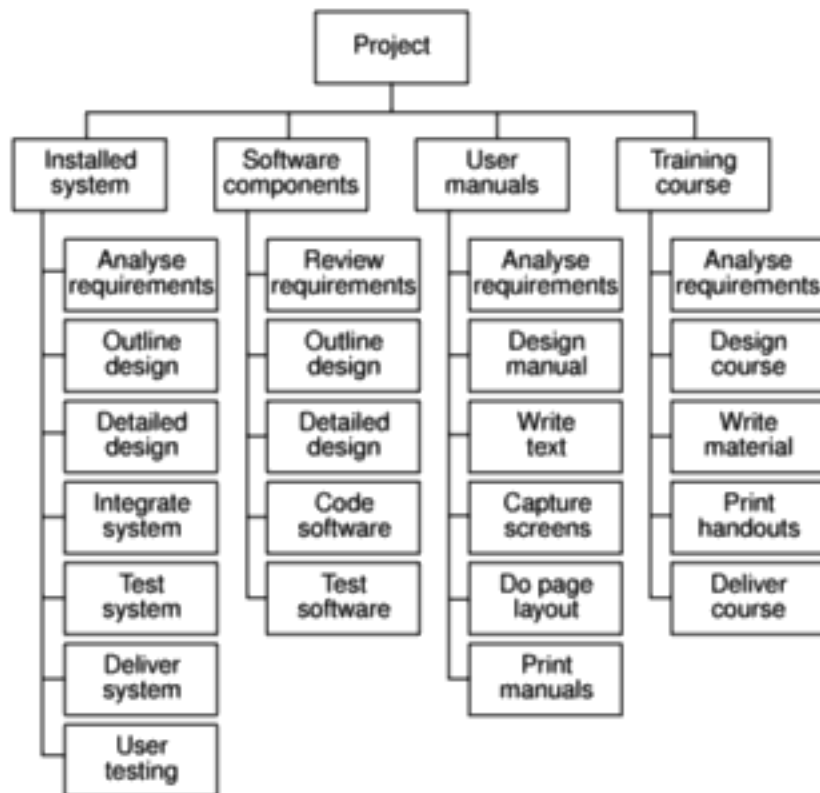 Project
Installed
system
Software
components
User
manuals
Training
course
Analyse
requirements
Outline
design
Detailed
design
Integrate
system
Test
system
Deliver
system
User
testing
Review
requirements
Outline
design
Detailed
design
Code
software
Test
software
Analyse
requirements
Design
manual
Write
text
Capture
screens
Do page
layout
Print
manuals
Analyse
requirements
Design
course
Write
material
Print
handouts
Deliver
course